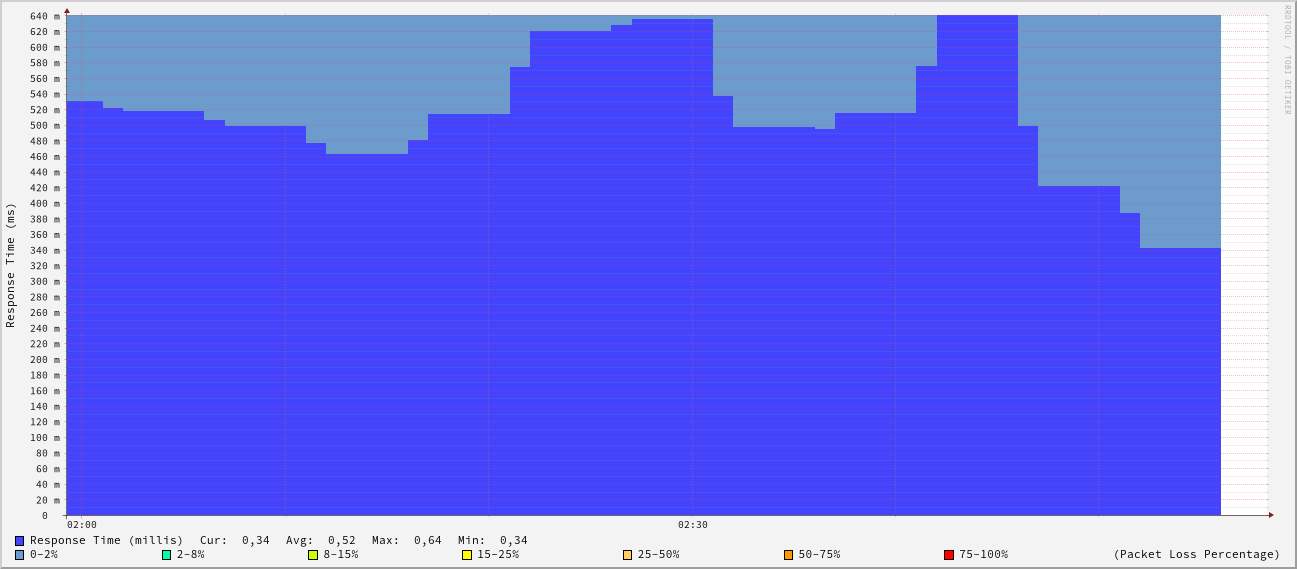 640 m
620 m
600 m
580 m
560 m
540 m
520 m
500 m
480 m
460 m
440 m
420 m
400 m
380 m
360 m
340 m
320 m
300 m
280 m
260 m
240 m
220 m
200 m
180 m
160 m
140 m
120 m
100 m
80 m
60 m
40 m
20 m
0
Response Time (ms)
RRDTOOL / TOBI OETIKER
02:00 02:30
Response Time (millis) Cur: 0,34 Avg: 0,52 Max: 0,64 Min: 0,34
0-2% 2-8% 8-15% 15-25% 25-50% 50-75% 75-100% (Packet Loss Percentage)